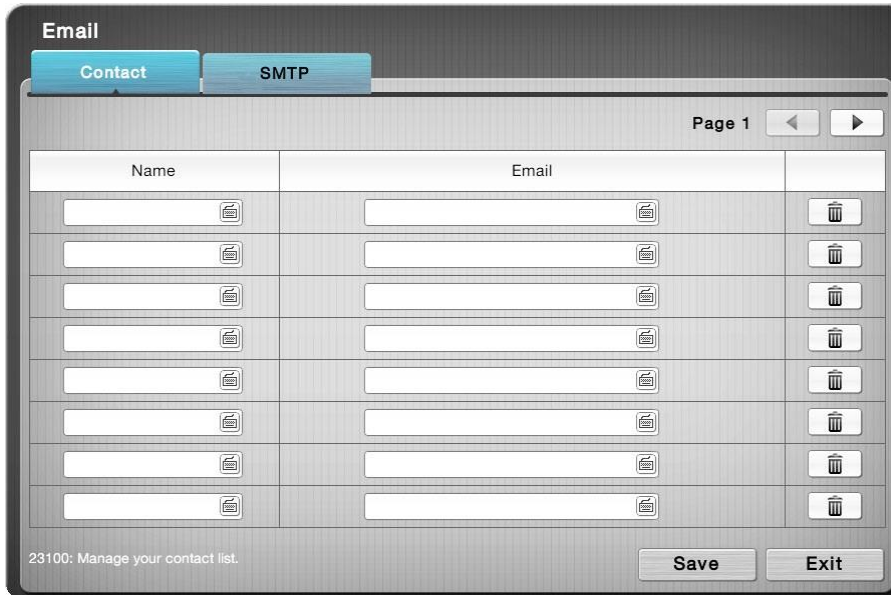 Email
Contact
SMTP
Page 1
Name
Email
23100: Manage your contact list.
Save
Exit